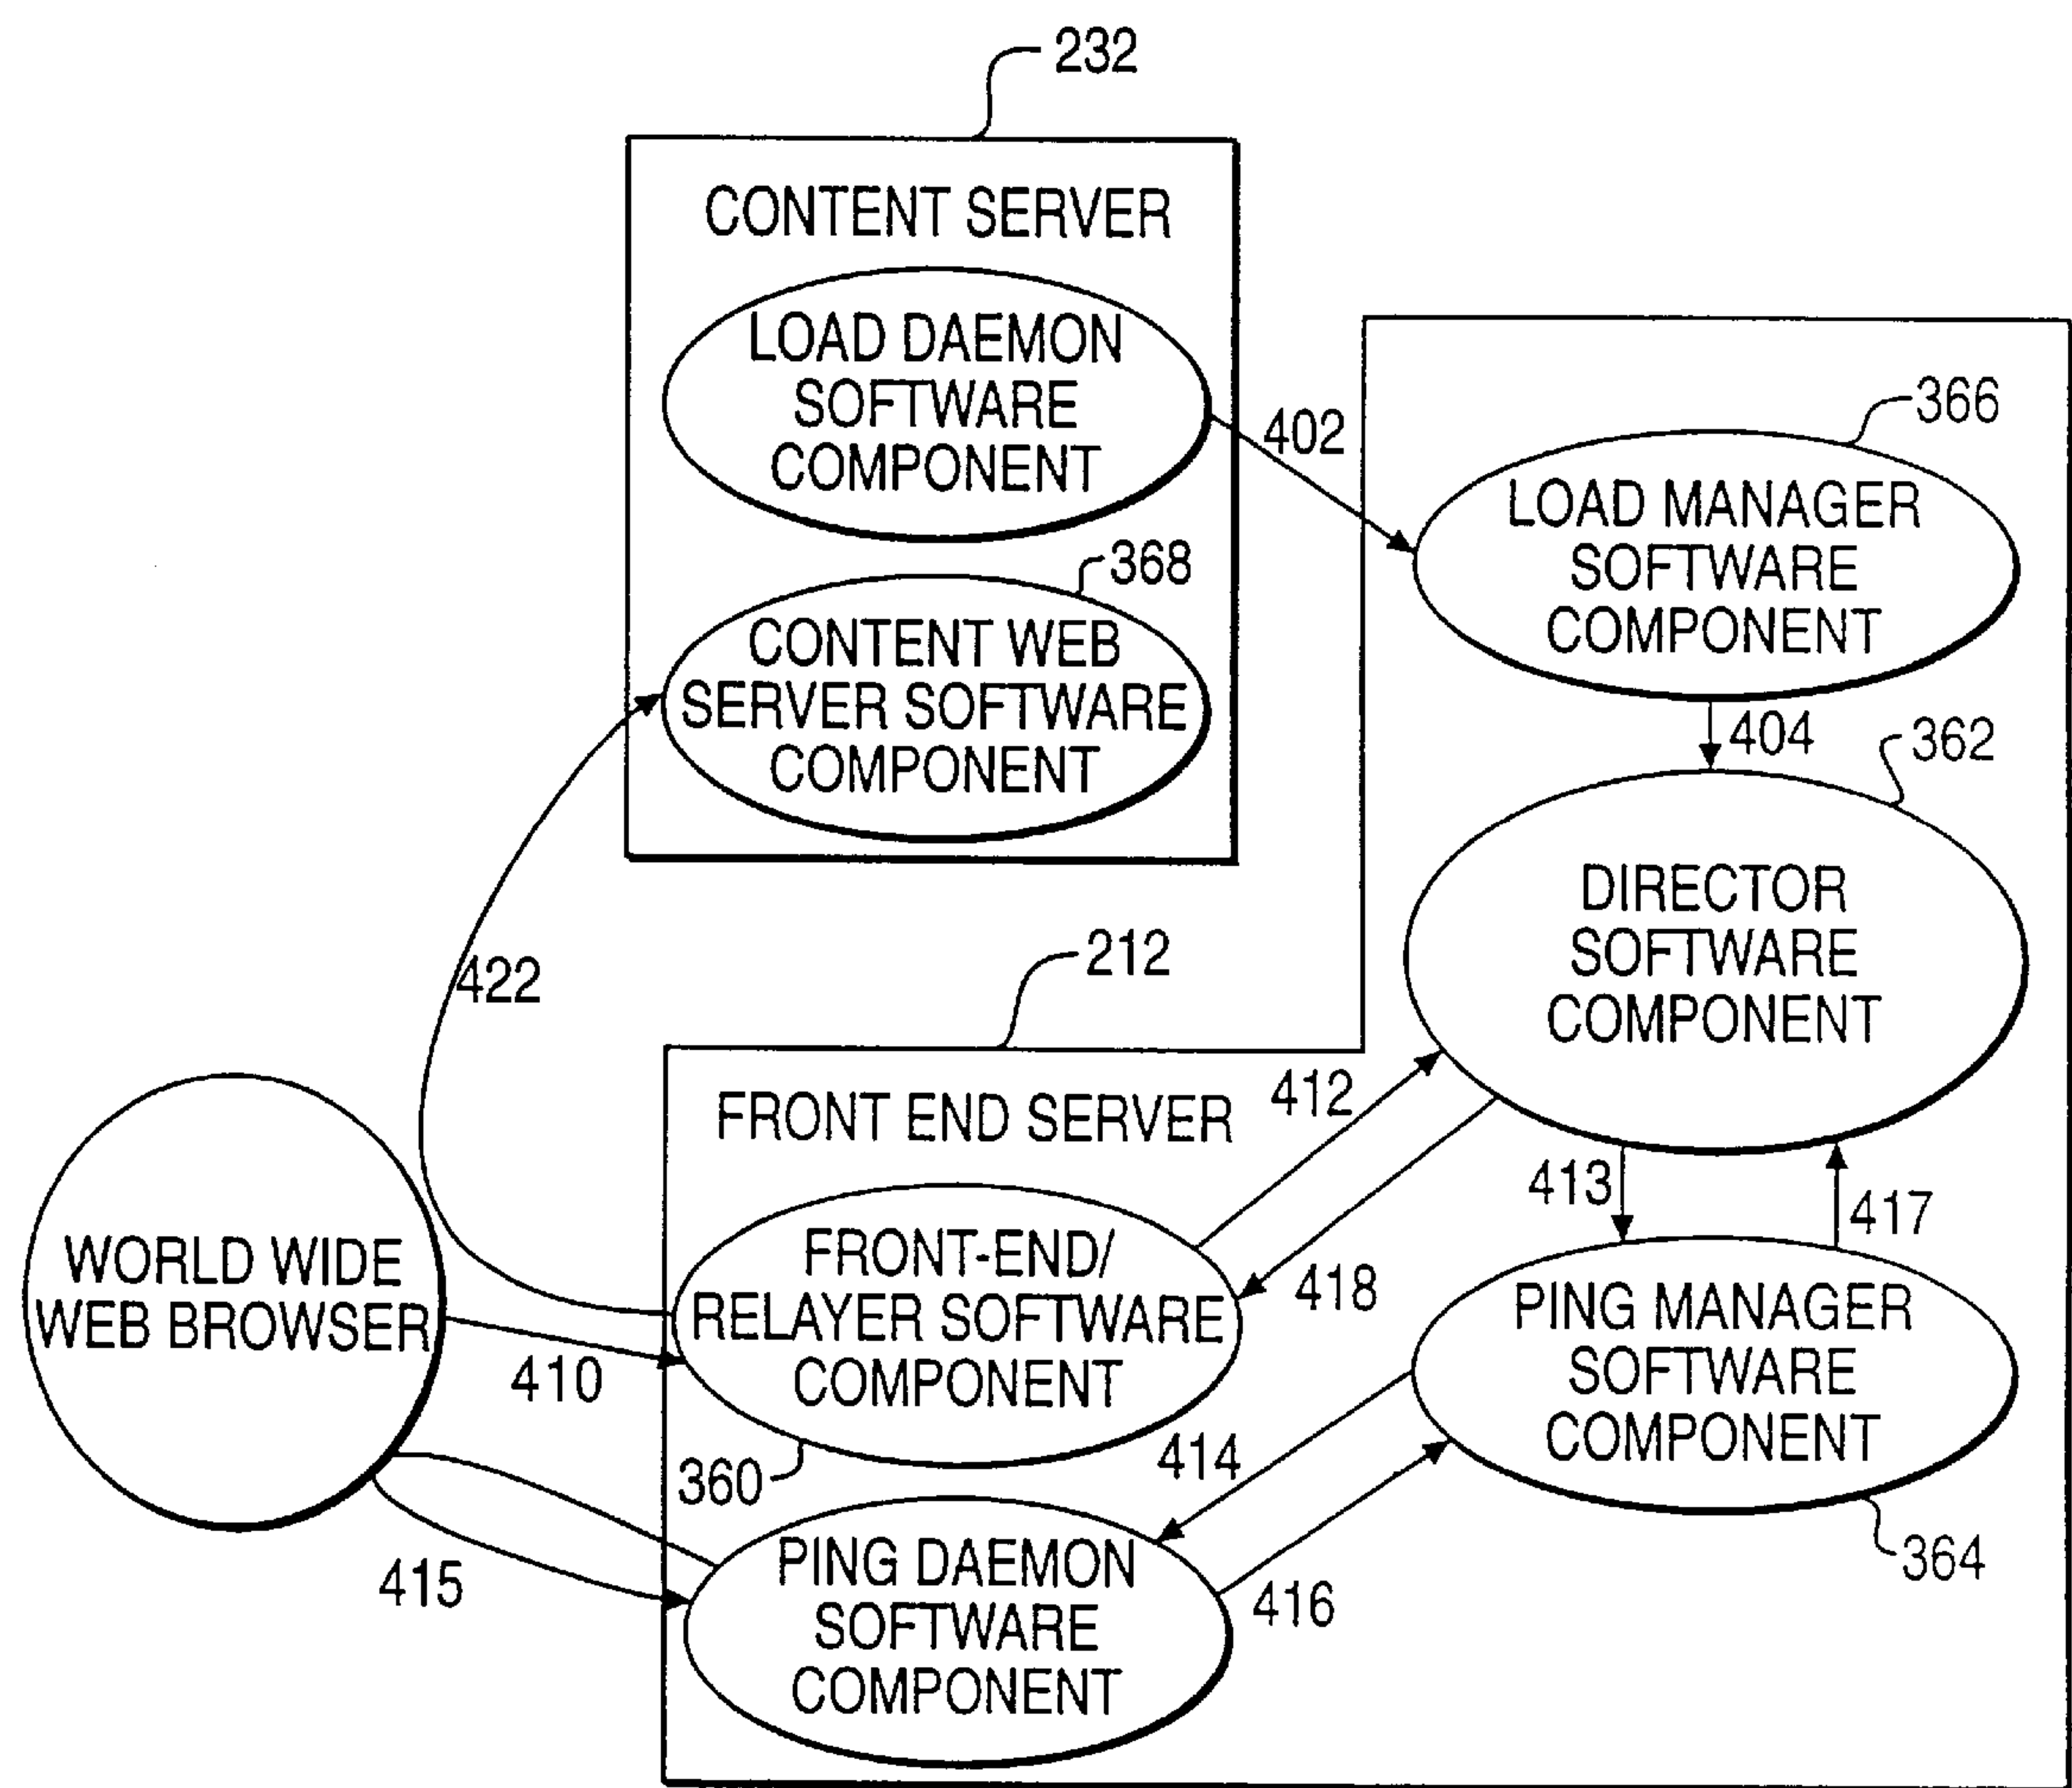 232
CONTENT SERVER
LOAD DAEMON
SOFTWARE
COMPONENT
402
366
LOAD MANAGER
SOFTWARE
COMPONENT
368
CONTENT WEB
SERVER SOFTWARE
COMPONENT
404
362
DIRECTOR
SOFTWARE
COMPONENT
422
212
FRONT END SERVER
412
413
417
418
WORLD WIDE
WEB BROWSER
410
FRONT-END/
RELAYER SOFTWARE
COMPONENT
360
PING MANAGER
SOFTWARE
COMPONENT
414
364
415
PING DAEMON
SOFTWARE
COMPONENT
416